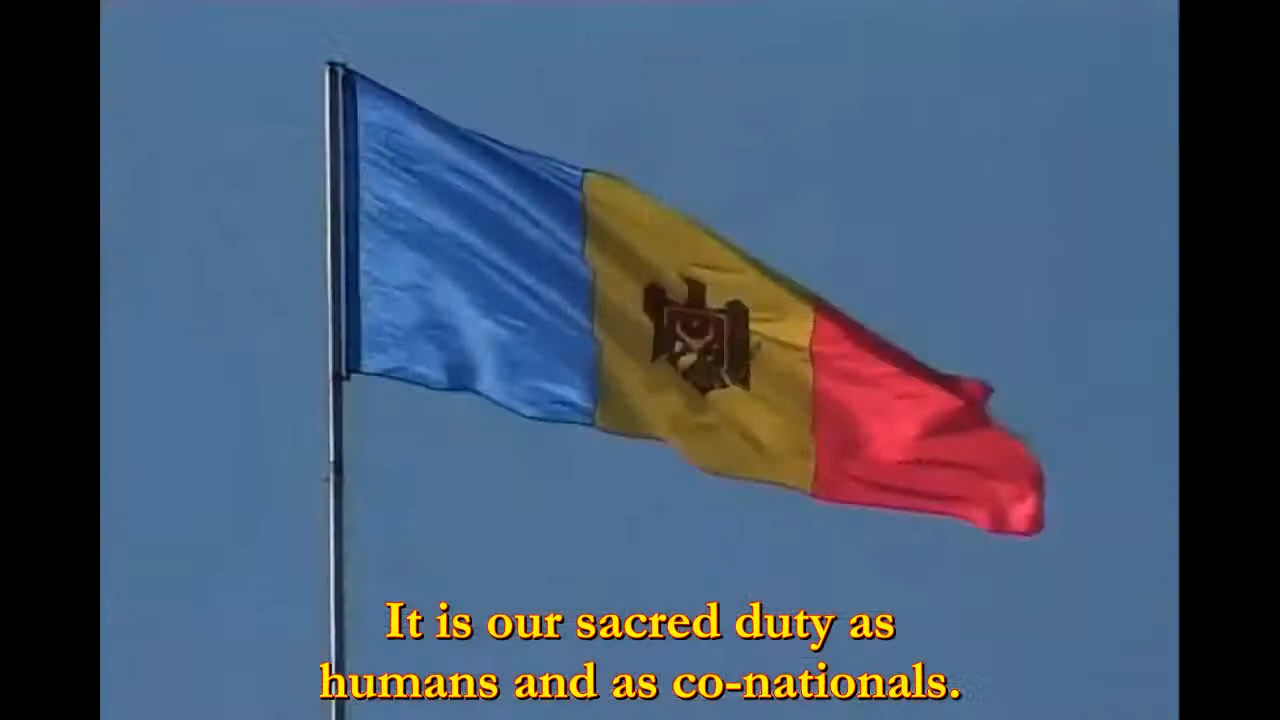 It is our sacred duty as
humans and as co-nationals.